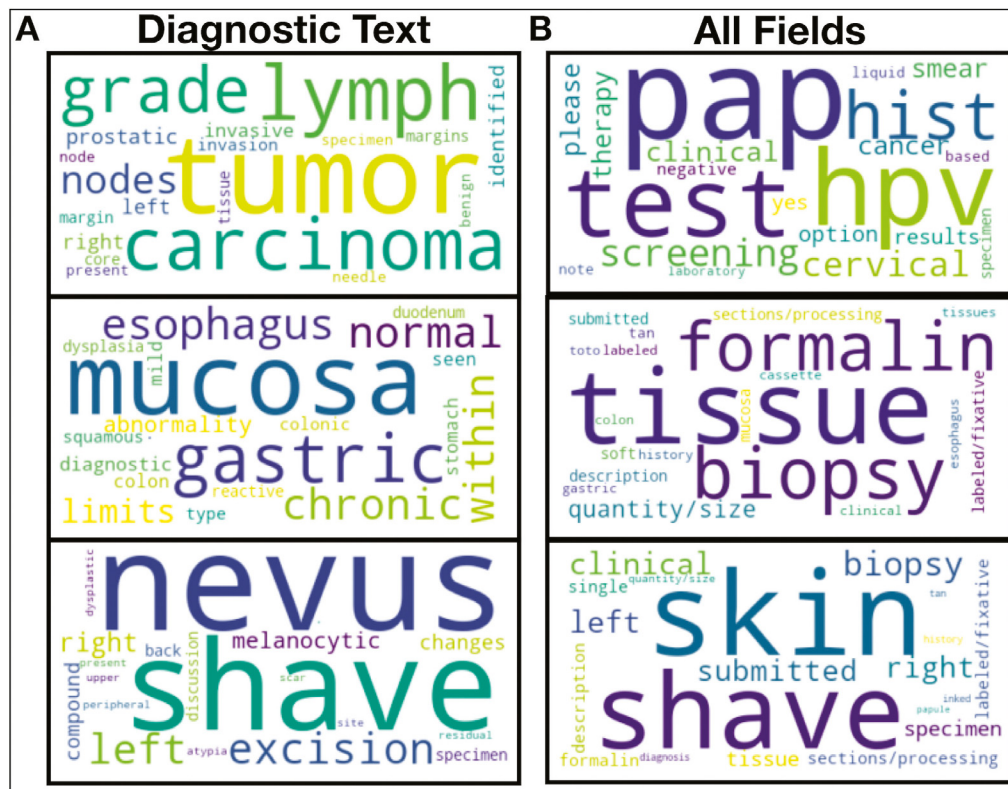 A Diagnostic Text
B All Fields
grade lymph
identified
prostatic invasive
invasion specimen margins
node
tumor
nodes
left tissue benign
margin
carcinoma
right
core
present
needle
esophagus duodenum
normal
dysplasia mild
seen
mucosa
abnormality colonic
within
stomach
squamous
gastric
diagnostic
colon
reactive
chronic
limits type
dysplastic
nevus
right back melanocytic changes
present
shave
discussion
upper scar
compound
peripheral
site
left atypia excision residual
specimen
please therapy pap liquid smear
hist
clinical cancer
negative based
test yes hpv
screening option results
specimen
note laboratory cervical
submitted sections/processing tissues
tan
toto labeled formalin
cassette
tissue
colon mucosa
esophagus labeled/fixative
soft history
biopsy
description
gastric
quantity/size clinical
clinical biopsy
quantity/size
single skin tan
labeled/fixative
left
history
submitted right
description
shave inked
papule
specimen
formalin diagnosis tissue sections/processing